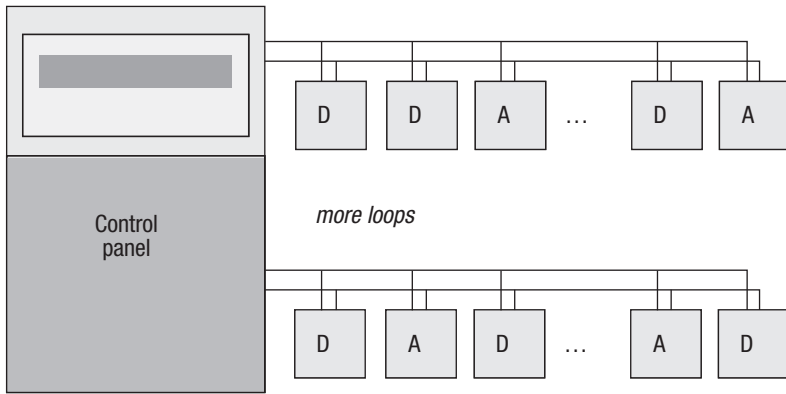 D D A ... D A
Control
panel
more loops
D A D ... A D